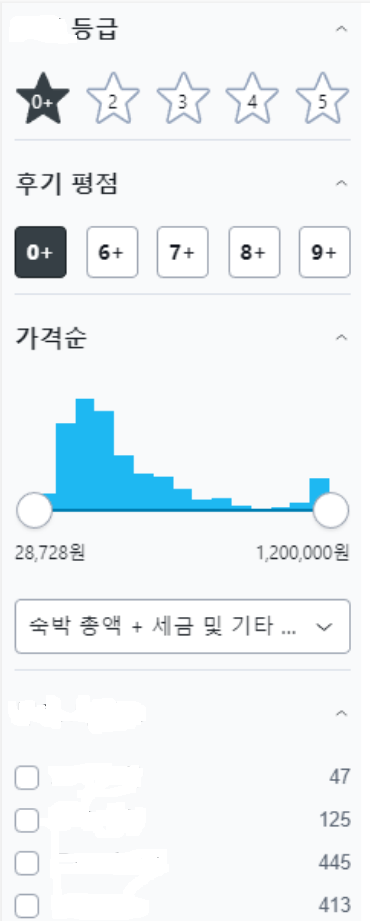 등급
0+ 2 3 4 5
후기 평점
0+ 6+ 7+ 8+ 9+
가격순
28,728원 1,200,000원
숙박 총액 + 세금 및 기타 ...
47
125
445
413